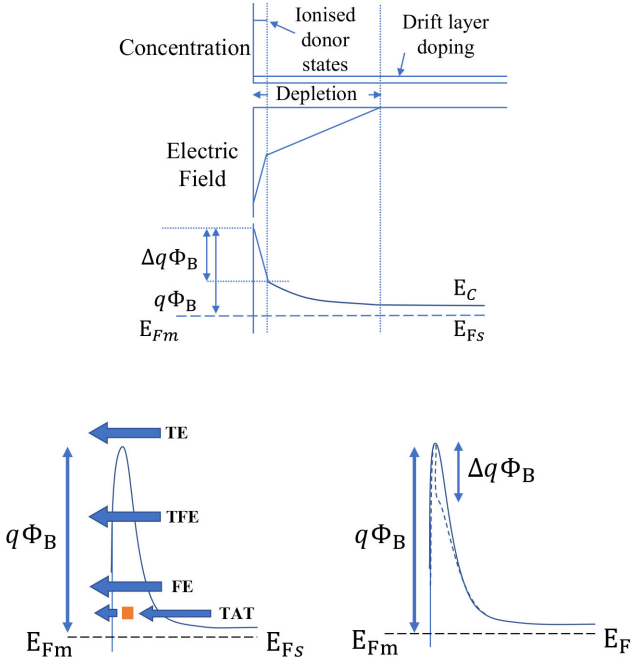 Ionised
donor
states
Concentration
Drift layer
doping
Depletion
Electric
Field
ΔqΦ_B
qΦ_B
E_C
E_Fm
E_Fs
TE
TFE
qΦ_B
FE
TAT
E_Fm
E_Fs
ΔqΦ_B
qΦ_B
E_Fm
E_F